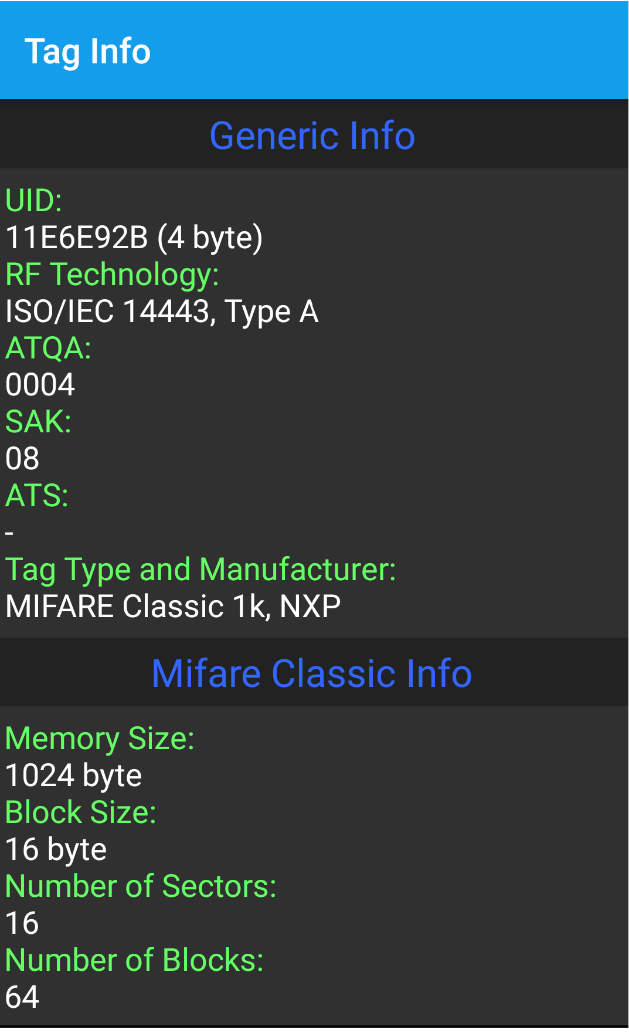 Tag Info
Generic Info
UID:
11E6E92B (4 byte)
RF Technology:
ISO/IEC 14443, Type A
ATQA:
0004
SAK:
08
ATS:
-
Tag Type and Manufacturer:
MIFARE Classic 1k, NXP
Mifare Classic Info
Memory Size:
1024 byte
Block Size:
16 byte
Number of Sectors:
16
Number of Blocks:
64